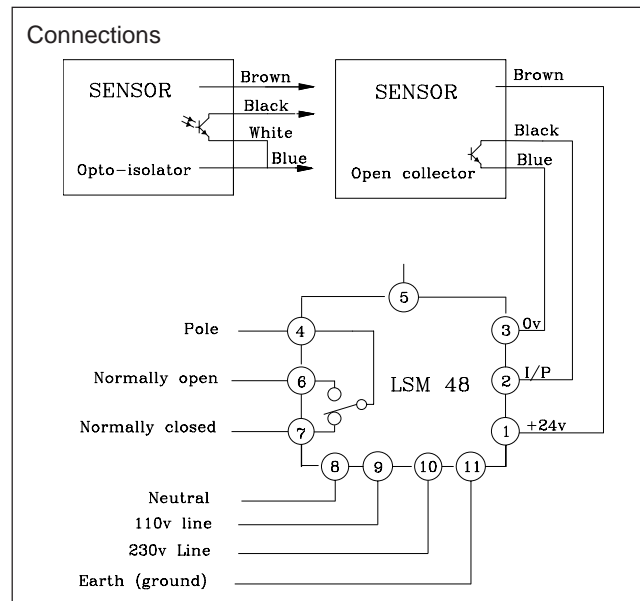 Connections
SENSOR
Brown
Black
White
Blue
Opto-isolator
SENSOR
Brown
Black
Blue
Open collector
5
Pole
4
3
0v
Normally open
6
LSM 48
2
I/P
Normally closed
7
1
+24v
8
9
10
11
Neutral
110v line
230v Line
Earth (ground)